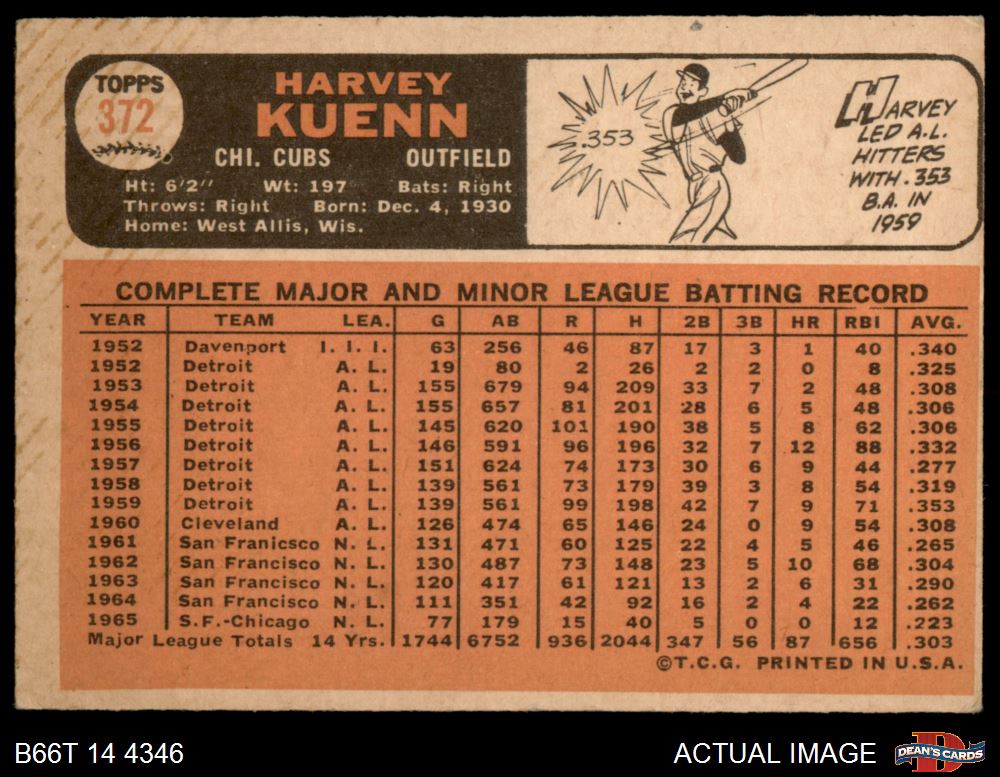 TOPPS
372
HARVEY
KUENN
CHI. CUBS OUTFIELD
Ht: 6'2" Wt: 197 Bats: Right
Throws: Right Born: Dec. 4, 1930
Home: West Allis, Wis.
.353
HARVEY
LED A.L.
HITTERS
WITH .353
B.A. IN
1959
COMPLETE MAJOR AND MINOR LEAGUE BATTING RECORD
YEAR TEAM LEA. G AB R H 2B 3B HR RBI AVG.
1952 Davenport I. I. I. 63 256 46 87 17 3 1 40 .340
1952 Detroit A. L. 19 80 2 26 2 2 0 8 .325
1953 Detroit A. L. 155 679 94 209 33 7 2 48 .308
1954 Detroit A. L. 155 657 81 201 28 6 5 48 .306
1955 Detroit A. L. 145 620 101 190 38 5 8 62 .306
1956 Detroit A. L. 146 591 96 196 32 7 12 88 .332
1957 Detroit A. L. 151 624 74 173 30 6 9 44 .277
1958 Detroit A. L. 139 561 73 179 39 3 8 54 .319
1959 Detroit A. L. 139 561 99 198 42 7 9 71 .353
1960 Cleveland A. L. 126 474 65 146 24 0 9 54 .308
1961 San Franicsco N. L. 131 471 60 125 22 4 5 46 .265
1962 San Francisco N. L. 130 487 73 148 23 5 10 68 .304
1963 San Francisco N. L. 120 417 61 121 13 2 6 31 .290
1964 San Francisco N. L. 111 351 42 92 16 2 4 22 .262
1965 S.F.-Chicago N. L. 77 179 15 40 5 0 0 12 .223
Major League Totals 14 Yrs. 1744 6752 936 2044 347 56 87 656 .303
©T.C.G. PRINTED IN U.S.A.
B66T 14 4346 ACTUAL IMAGE
D
DEAN'S CARDS